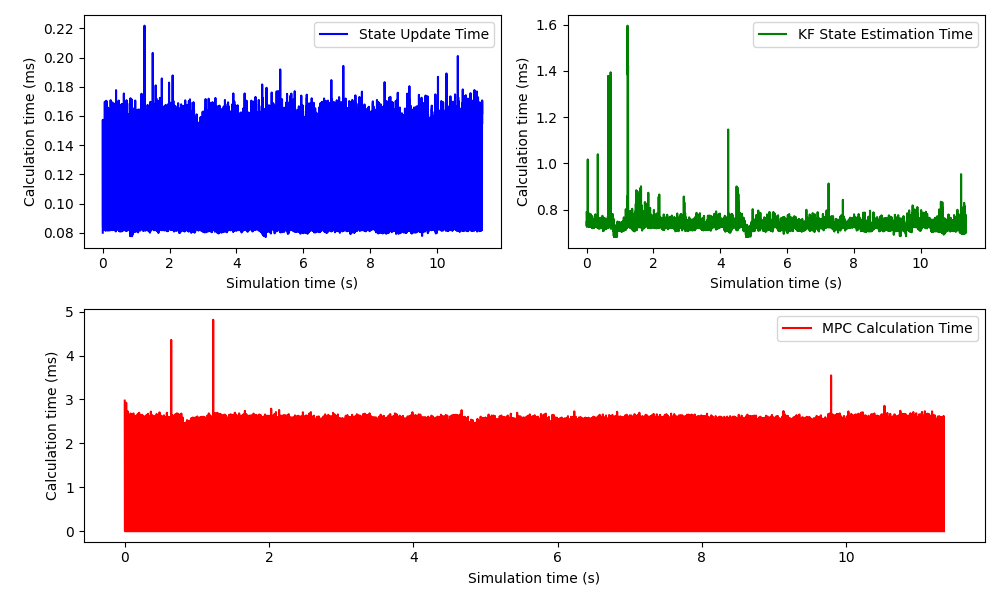 State Update Time
Calculation time (ms)
0.22
0.20
0.18
0.16
0.14
0.12
0.10
0.08
0 2 4 6 8 10
Simulation time (s)
KF State Estimation Time
Calculation time (ms)
1.6
1.4
1.2
1.0
0.8
0 2 4 6 8 10
Simulation time (s)
MPC Calculation Time
Calculation time (ms)
5
4
3
2
1
0
0 2 4 6 8 10
Simulation time (s)